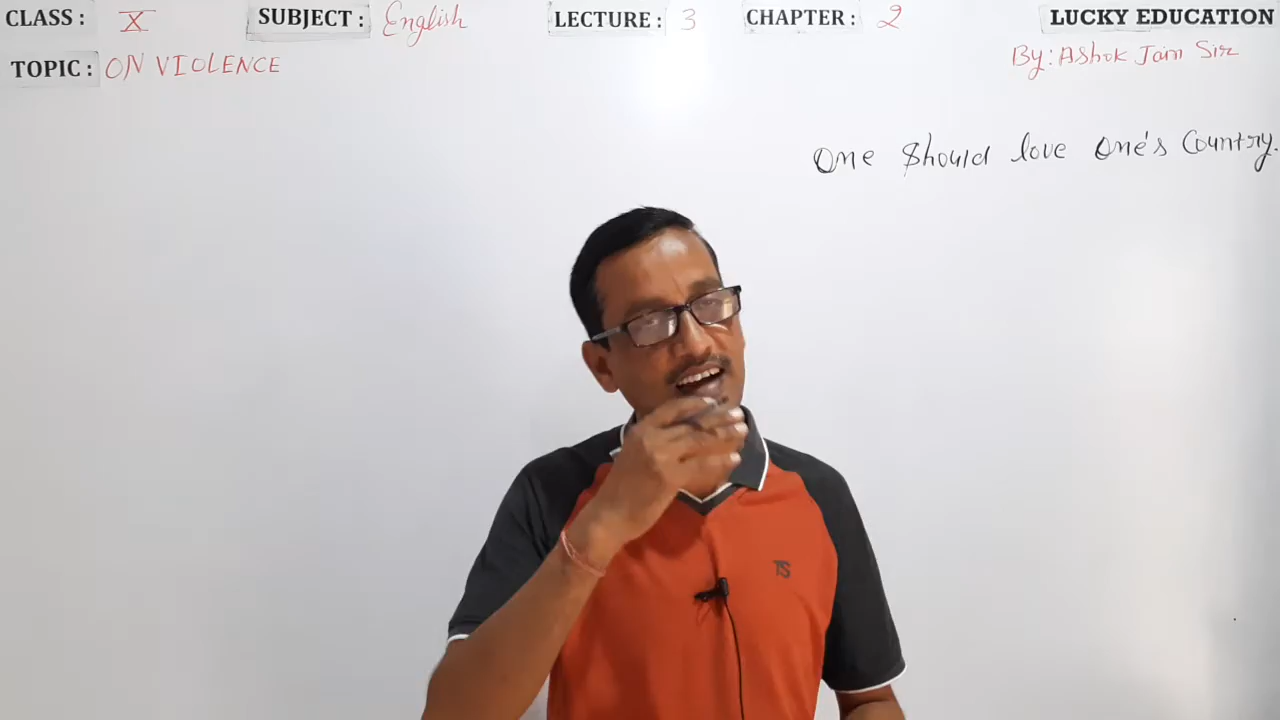 CLASS : X SUBJECT : English LECTURE : 3 CHAPTER : 2 LUCKY EDUCATION
TOPIC : ON VIOLENCE By : Ashok Jain Sir
One should love one's Country.
TS